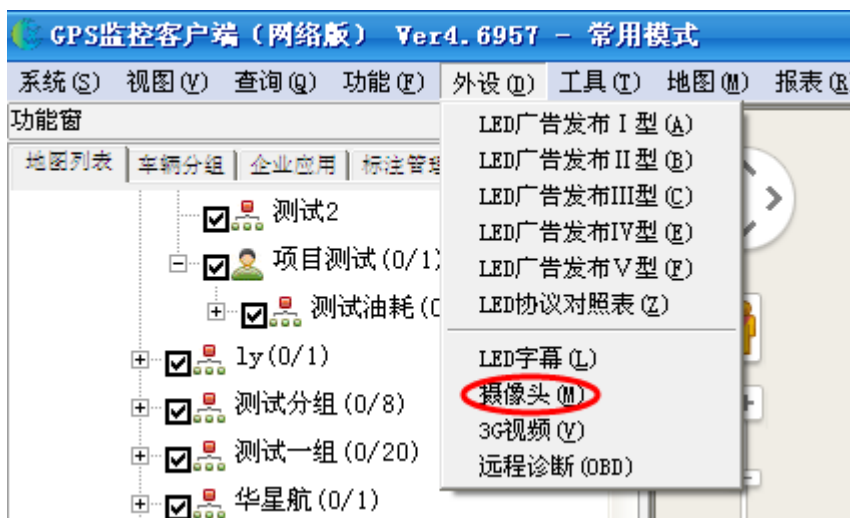 GPS监控客户端（网络版） Ver4.6957 - 常用模式
系统(S) 视图(V) 查询(Q) 功能(F) 外设(D) 工具(T) 地图(M) 报表(R
功能窗
地图列表 车辆分组 企业应用 标注管理
LED广告发布Ⅰ型(A)
LED广告发布Ⅱ型(B)
LED广告发布III型(C)
LED广告发布IV型(E)
LED广告发布Ⅴ型(F)
LED协议对照表(Z)
LED字幕(L)
摄像头(M)
3G视频(V)
远程诊断(OBD)
测试2
项目测试(0/1)
测试油耗(0
ly(0/1)
测试分组(0/8)
测试一组(0/20)
华星航(0/1)